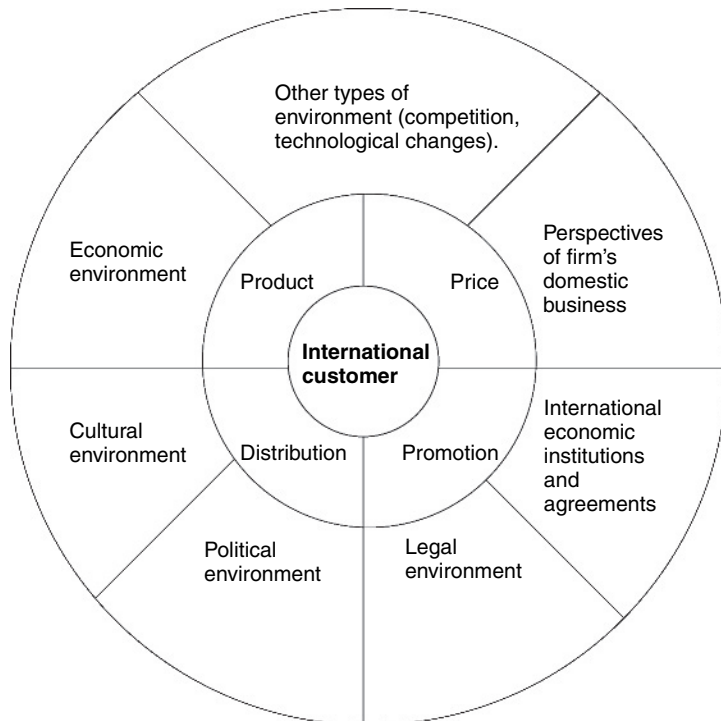 Other types of
environment (competition,
technological changes).
Economic
environment
Perspectives
of firm's
domestic
business
Product
Price
International
customer
Cultural
environment
Distribution
Promotion
International
economic
institutions
and
agreements
Political
environment
Legal
environment